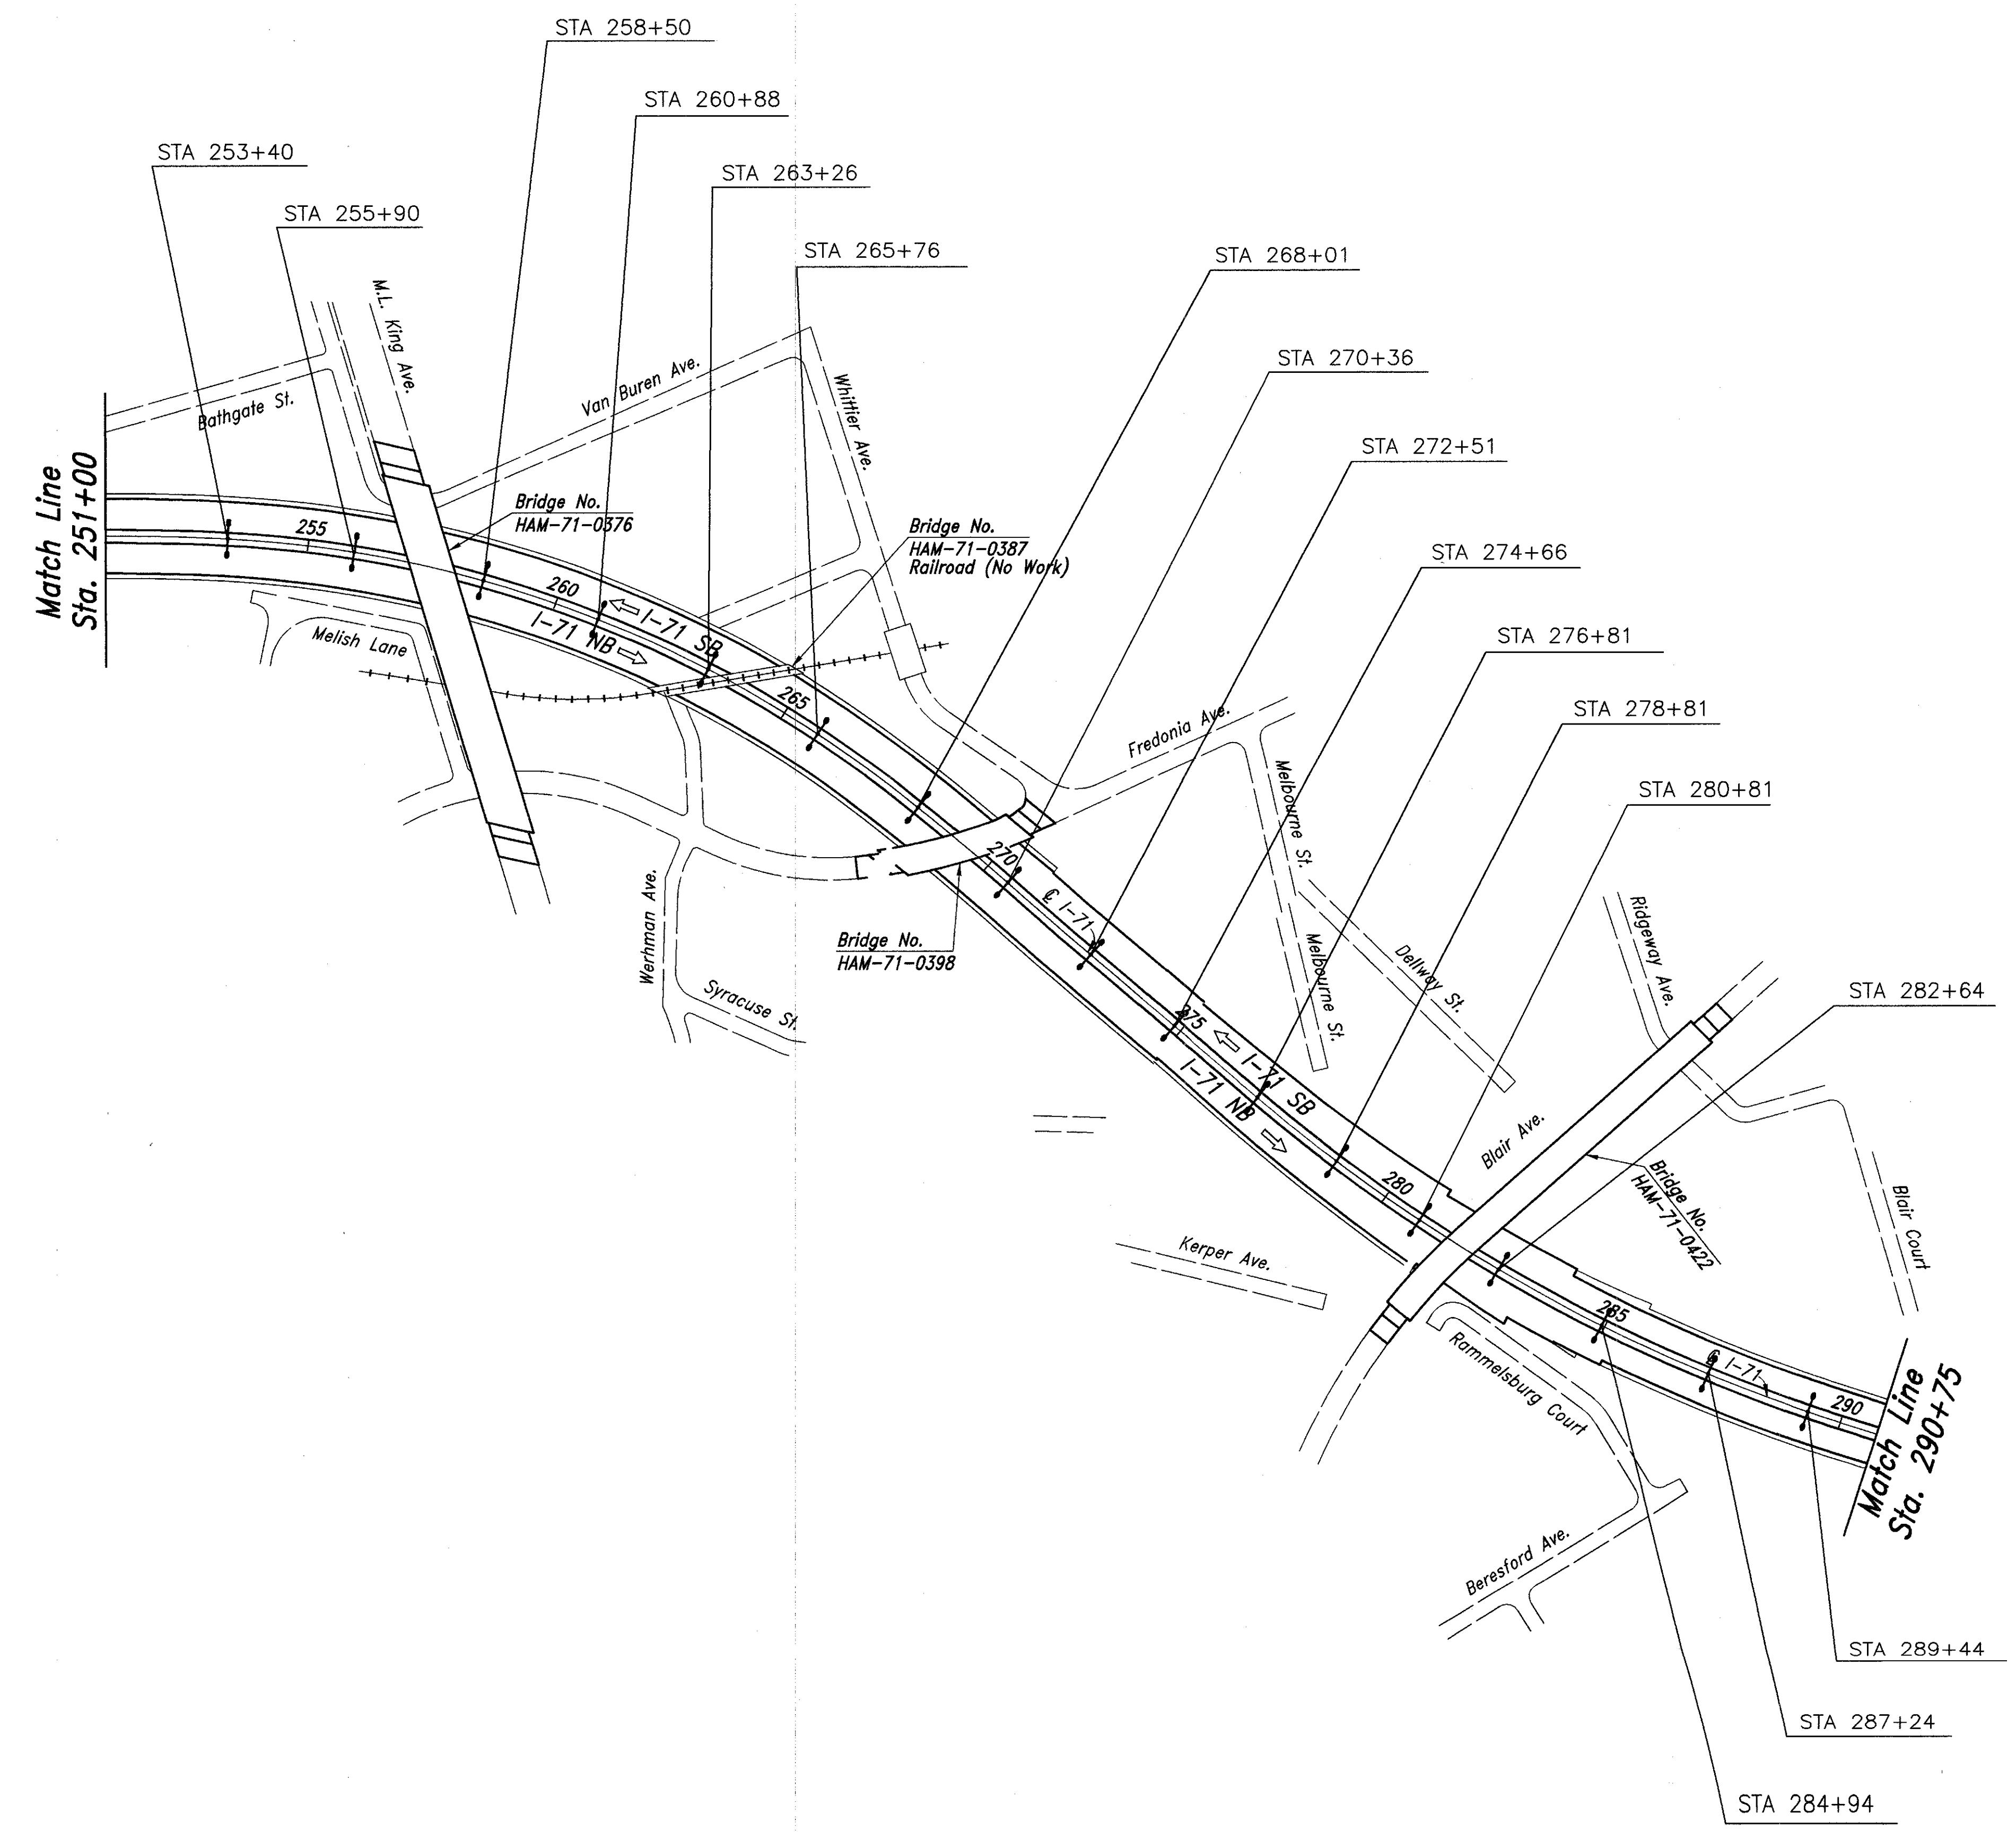 STA 258+50
STA 260+88
STA 253+40
STA 263+26
STA 255+90
STA 265+76
STA 268+01
M.L. King Ave.
STA 270+36
Van Buren Ave.
Whittier Ave.
Bathgate St.
STA 272+51
Match Line
Sta. 251+00
255
Bridge No.
HAM-71-0376
Bridge No.
HAM-71-0387
Railroad (No Work)
STA 274+66
260
I-71 SB
I-71 NB
Melish Lane
STA 276+81
265
Fredonia Ave.
STA 278+81
Melbourne St.
STA 280+81
270
℄ I-71
Werhman Ave.
Bridge No.
HAM-71-0398
Syracuse St.
Melbourne St.
Dellway St.
Ridgeway Ave.
STA 282+64
275
I-71 SB
I-71 NB
Blair Ave.
280
Bridge No.
HAM-71-0422
Blair Court
Kerper Ave.
285
Rammelsburg Court
℄ I-71
290
Match Line
Sta. 290+75
Beresford Ave.
STA 289+44
STA 287+24
STA 284+94